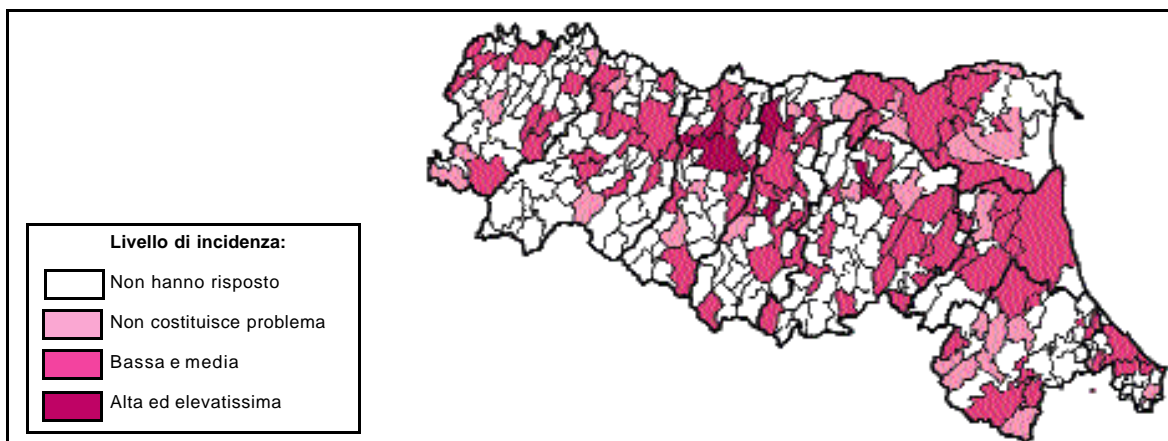 Livello di incidenza:
Non hanno risposto
Non costituisce problema
Bassa e media
Alta ed elevatissima